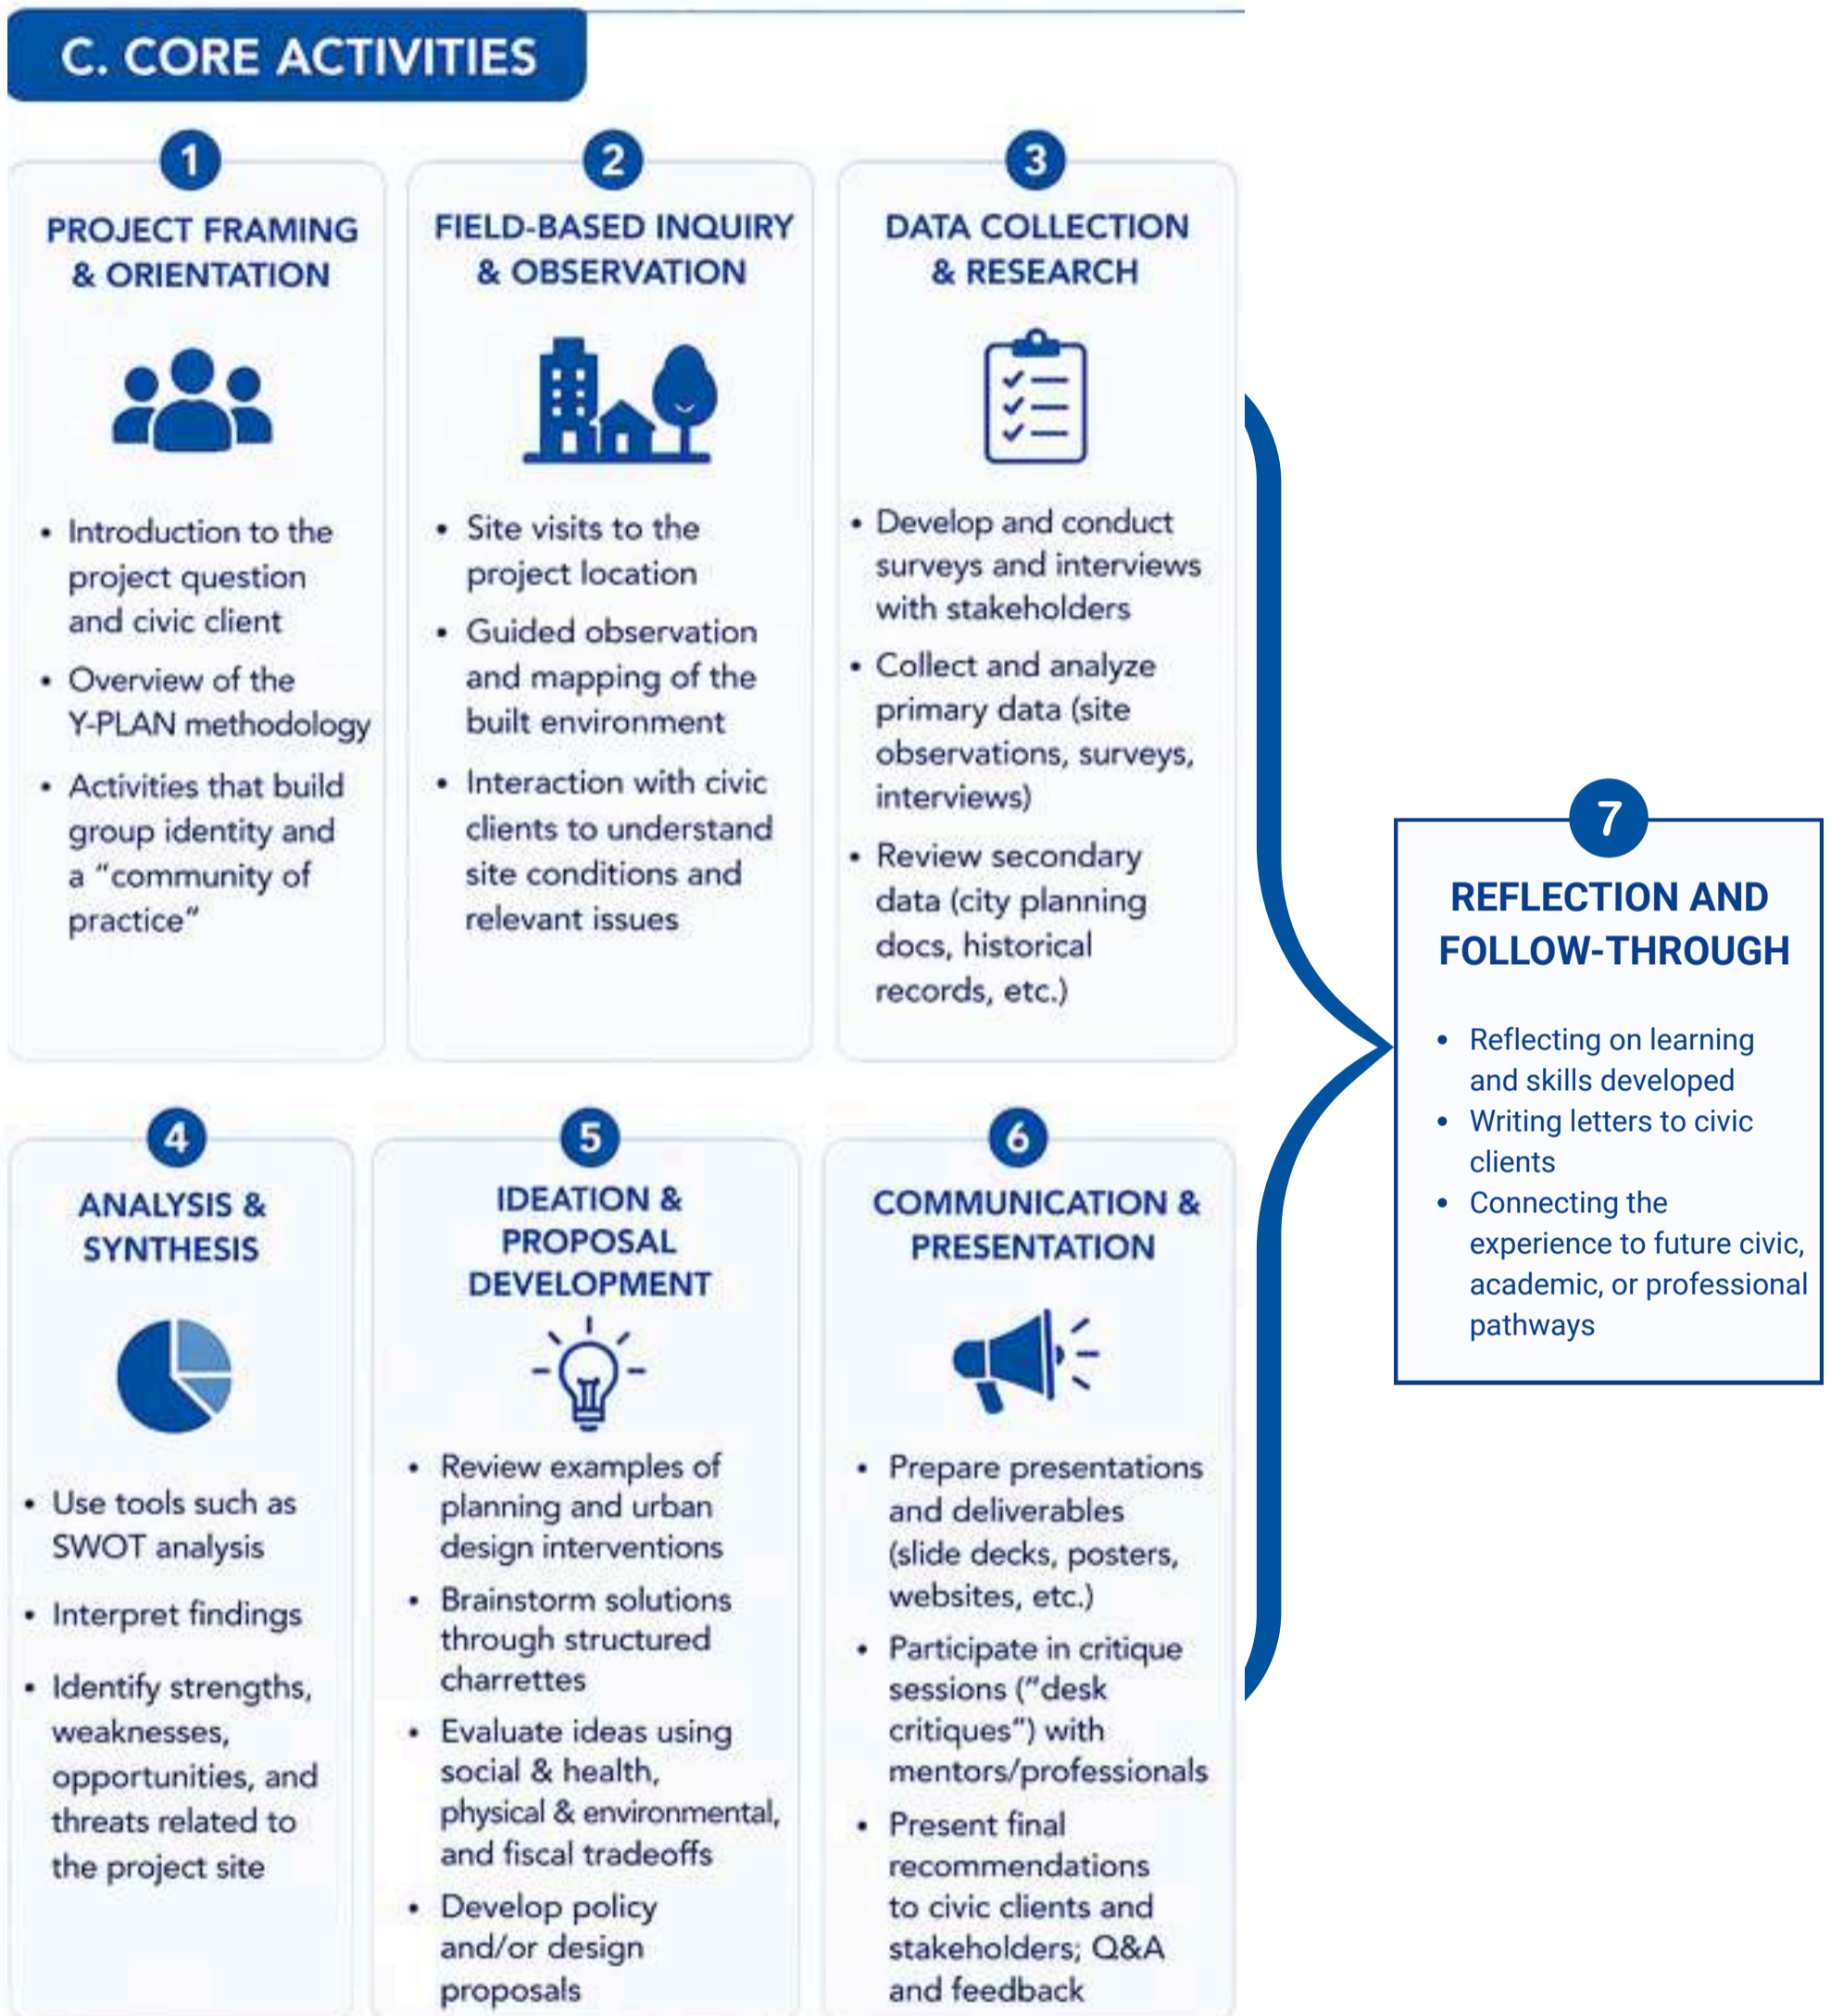 C. CORE ACTIVITIES
1
PROJECT FRAMING
& ORIENTATION
• Introduction to the
project question
and civic client
• Overview of the
Y-PLAN methodology
• Activities that build
group identity and
a “community of
practice”
2
FIELD-BASED INQUIRY
& OBSERVATION
• Site visits to the
project location
• Guided observation
and mapping of the
built environment
• Interaction with civic
clients to understand
site conditions and
relevant issues
3
DATA COLLECTION
& RESEARCH
• Develop and conduct
surveys and interviews
with stakeholders
• Collect and analyze
primary data (site
observations, surveys,
interviews)
• Review secondary
data (city planning
docs, historical
records, etc.)
4
ANALYSIS &
SYNTHESIS
• Use tools such as
SWOT analysis
• Interpret findings
• Identify strengths,
weaknesses,
opportunities, and
threats related to
the project site
5
IDEATION &
PROPOSAL
DEVELOPMENT
• Review examples of
planning and urban
design interventions
• Brainstorm solutions
through structured
charrettes
• Evaluate ideas using
social & health,
physical & environmental,
and fiscal tradeoffs
• Develop policy
and/or design
proposals
6
COMMUNICATION &
PRESENTATION
• Prepare presentations
and deliverables
(slide decks, posters,
websites, etc.)
• Participate in critique
sessions (“desk
critiques”) with
mentors/professionals
• Present final
recommendations
to civic clients and
stakeholders; Q&A
and feedback
7
REFLECTION AND
FOLLOW-THROUGH
• Reflecting on learning
and skills developed
• Writing letters to civic
clients
• Connecting the
experience to future civic,
academic, or professional
pathways